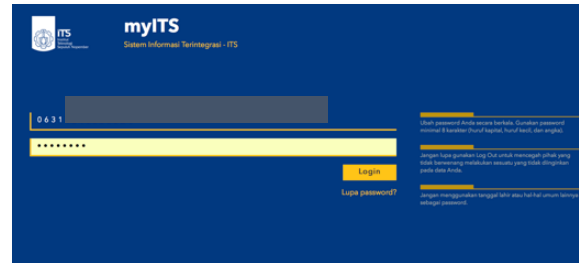 ITS
Institut
Teknologi
Sepuluh Nopember
myITS
Sistem Informasi Terintegrasi - ITS
0631
••••••••
Login
Lupa password?
Ubah password Anda secara berkala. Gunakan password
minimal 8 karakter (huruf kapital, huruf kecil, dan angka).
Jangan lupa gunakan Log Out untuk mencegah pihak yang
tidak berwenang melakukan sesuatu yang tidak diinginkan
pada data Anda.
Jangan menggunakan tanggal lahir atau hal-hal umum lainnya
sebagai password.